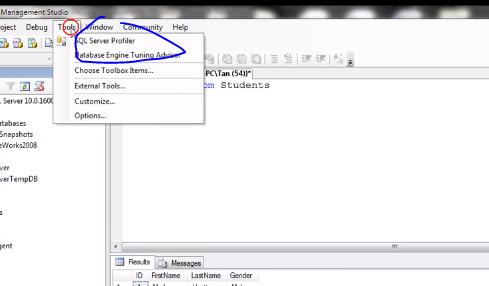 Management Studio
oject Debug Tools Window Community Help
SQL Server Profiler
Database Engine Tuning Advisor
Choose Toolbox Items...
External Tools...
Customize...
Options...
-PC\Tan (54))*
om Students
Server 10.0.1600
atabases
Snapshots
eWorks2008
ver
verTempDB
s
gent
Results Messages
ID FirstName LastName Gender